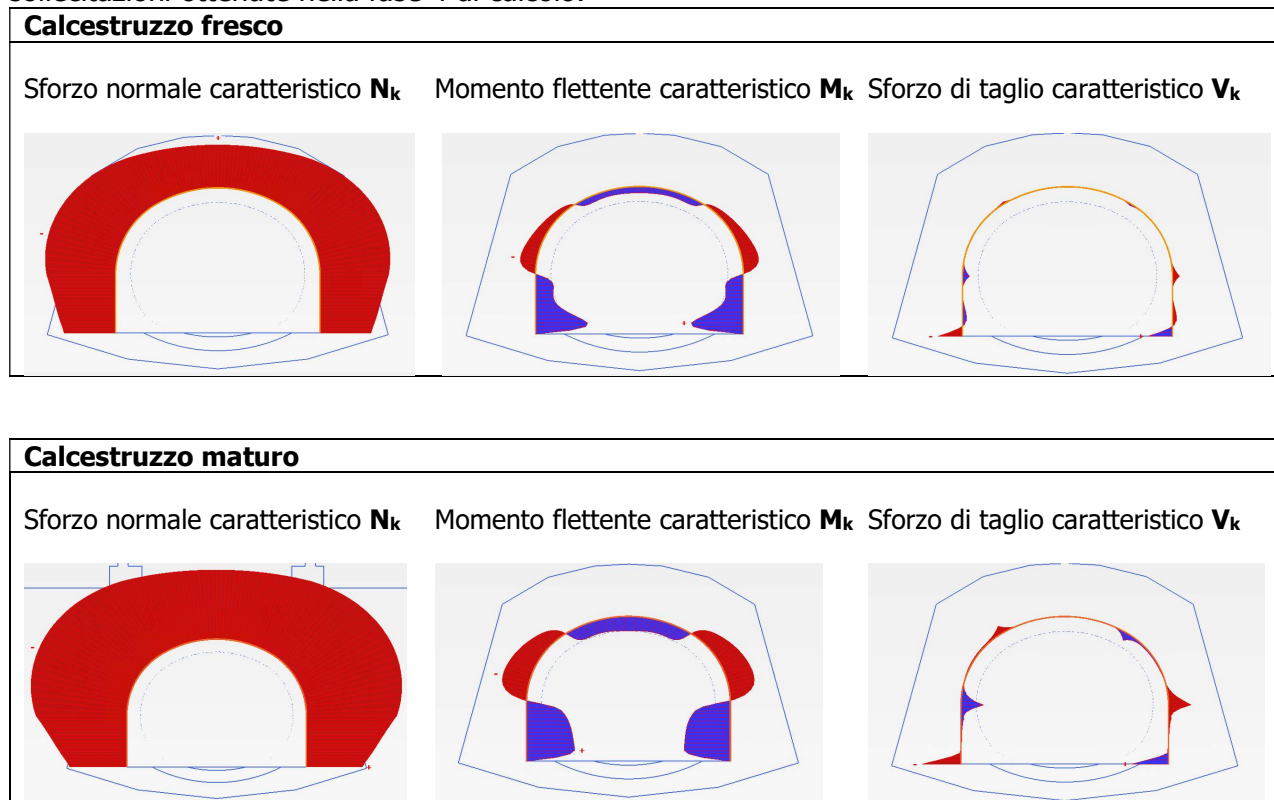 Calcestruzzo fresco
Sforzo normale caratteristico Nk Momento flettente caratteristico Mk Sforzo di taglio caratteristico Vk
Calcestruzzo maturo
Sforzo normale caratteristico Nk Momento flettente caratteristico Mk Sforzo di taglio caratteristico Vk